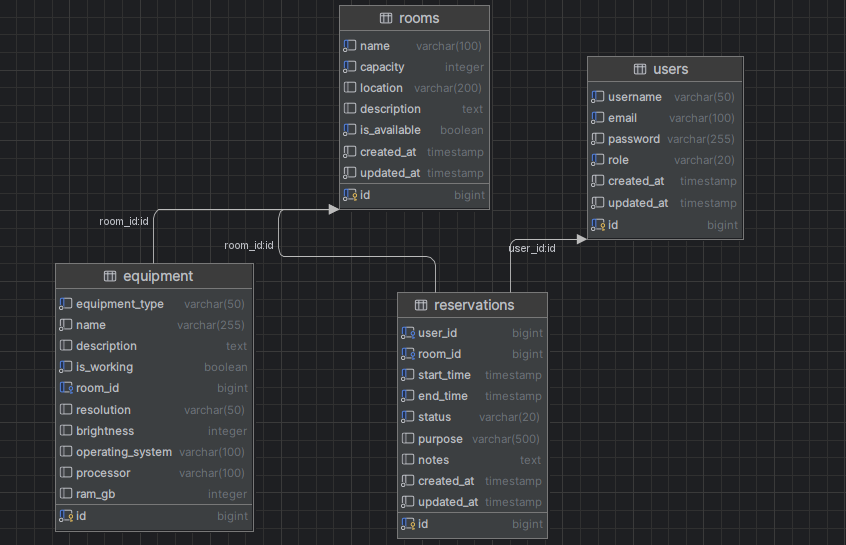 rooms
name varchar(100)
capacity integer
location varchar(200)
description text
is_available boolean
created_at timestamp
updated_at timestamp
id bigint
users
username varchar(50)
email varchar(100)
password varchar(255)
role varchar(20)
created_at timestamp
updated_at timestamp
id bigint
room_id:id
room_id:id
user_id:id
equipment
equipment_type varchar(50)
name varchar(255)
description text
is_working boolean
room_id bigint
resolution varchar(50)
brightness integer
operating_system varchar(100)
processor varchar(100)
ram_gb integer
id bigint
reservations
user_id bigint
room_id bigint
start_time timestamp
end_time timestamp
status varchar(20)
purpose varchar(500)
notes text
created_at timestamp
updated_at timestamp
id bigint